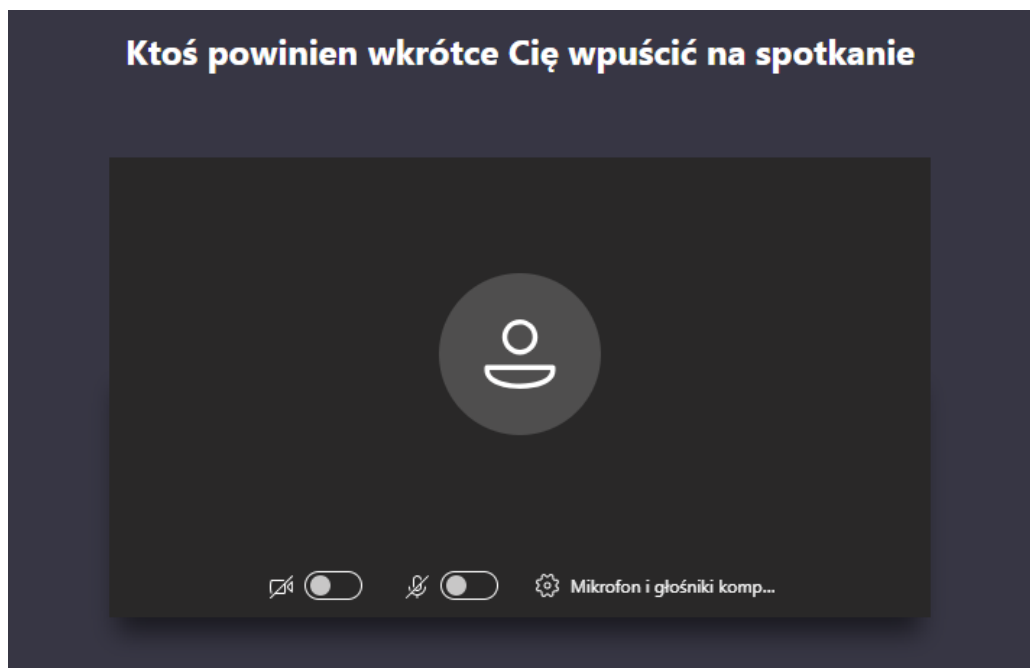 Ktoś powinien wkrótce Cię wpuścić na spotkanie
Mikrofon i głośniki komp...